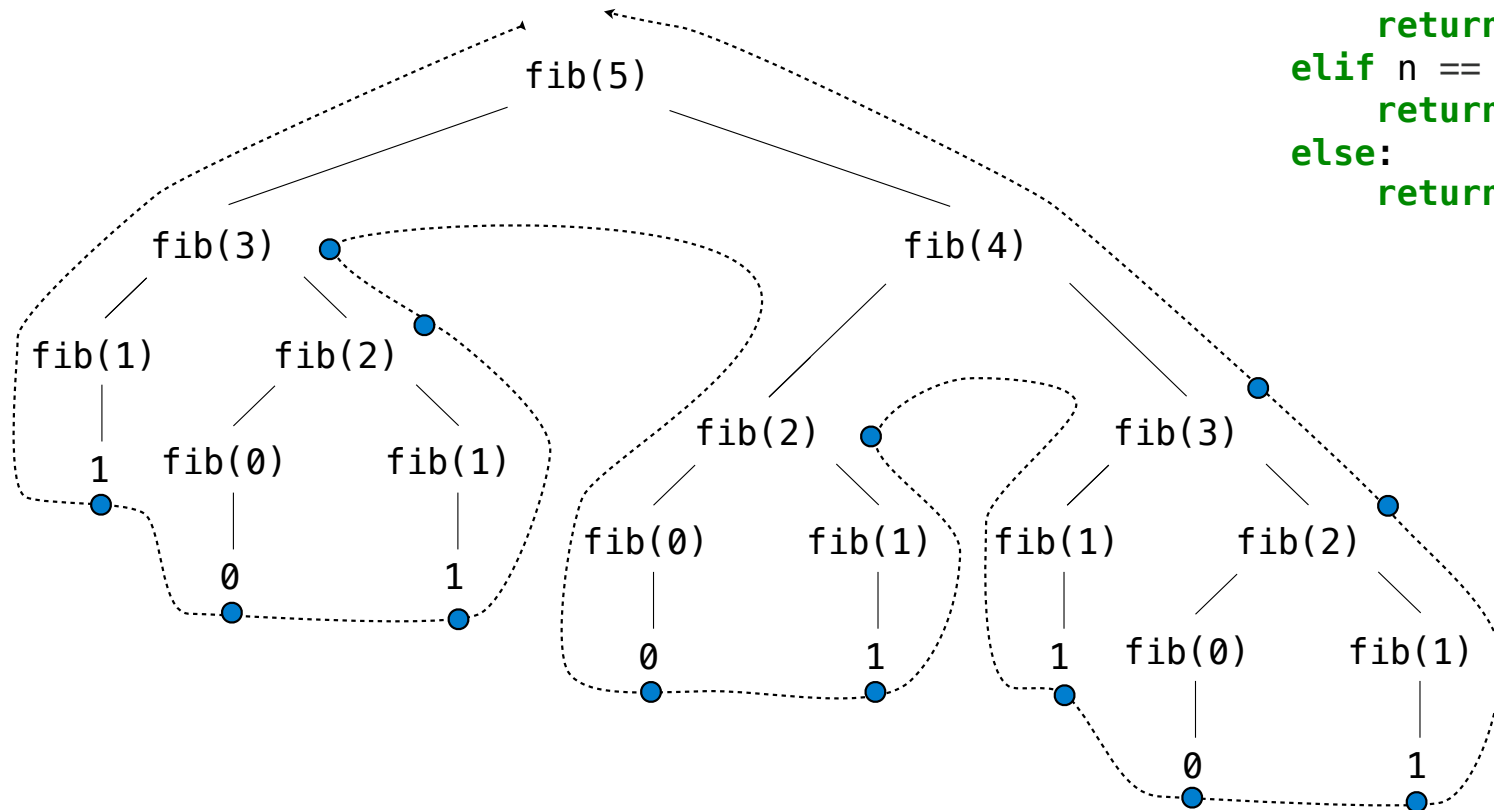 return
elif n ==
return
else:
return
fib(5)
fib(3) fib(4)
fib(1) fib(2)
fib(2) fib(3)
1 fib(0) fib(1)
fib(0) fib(1) fib(1) fib(2)
0 1
0 1 1 fib(0) fib(1)
0 1